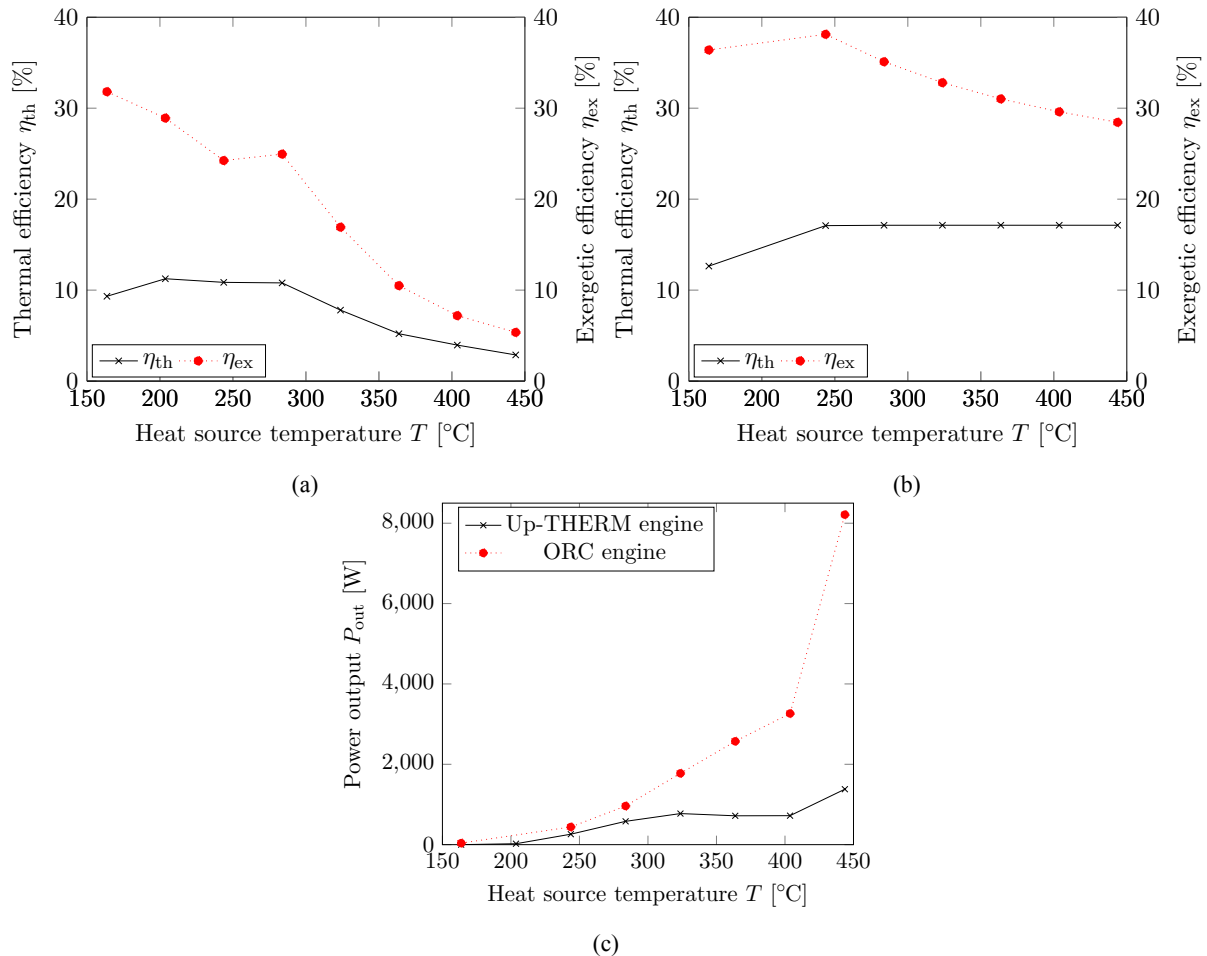 40
30
20
10
0
Thermal efficiency ηth [%]
40
30
20
10
0
Exergetic efficiency ηex [%]
ηth ηex
150 200 250 300 350 400 450
Heat source temperature T [°C]
(a)
40
30
20
10
0
Thermal efficiency ηth [%]
40
30
20
10
0
Exergetic efficiency ηex [%]
ηth ηex
150 200 250 300 350 400 450
Heat source temperature T [°C]
(b)
8,000
6,000
4,000
2,000
0
Power output Pout [W]
Up-THERM engine
ORC engine
150 200 250 300 350 400 450
Heat source temperature T [°C]
(c)